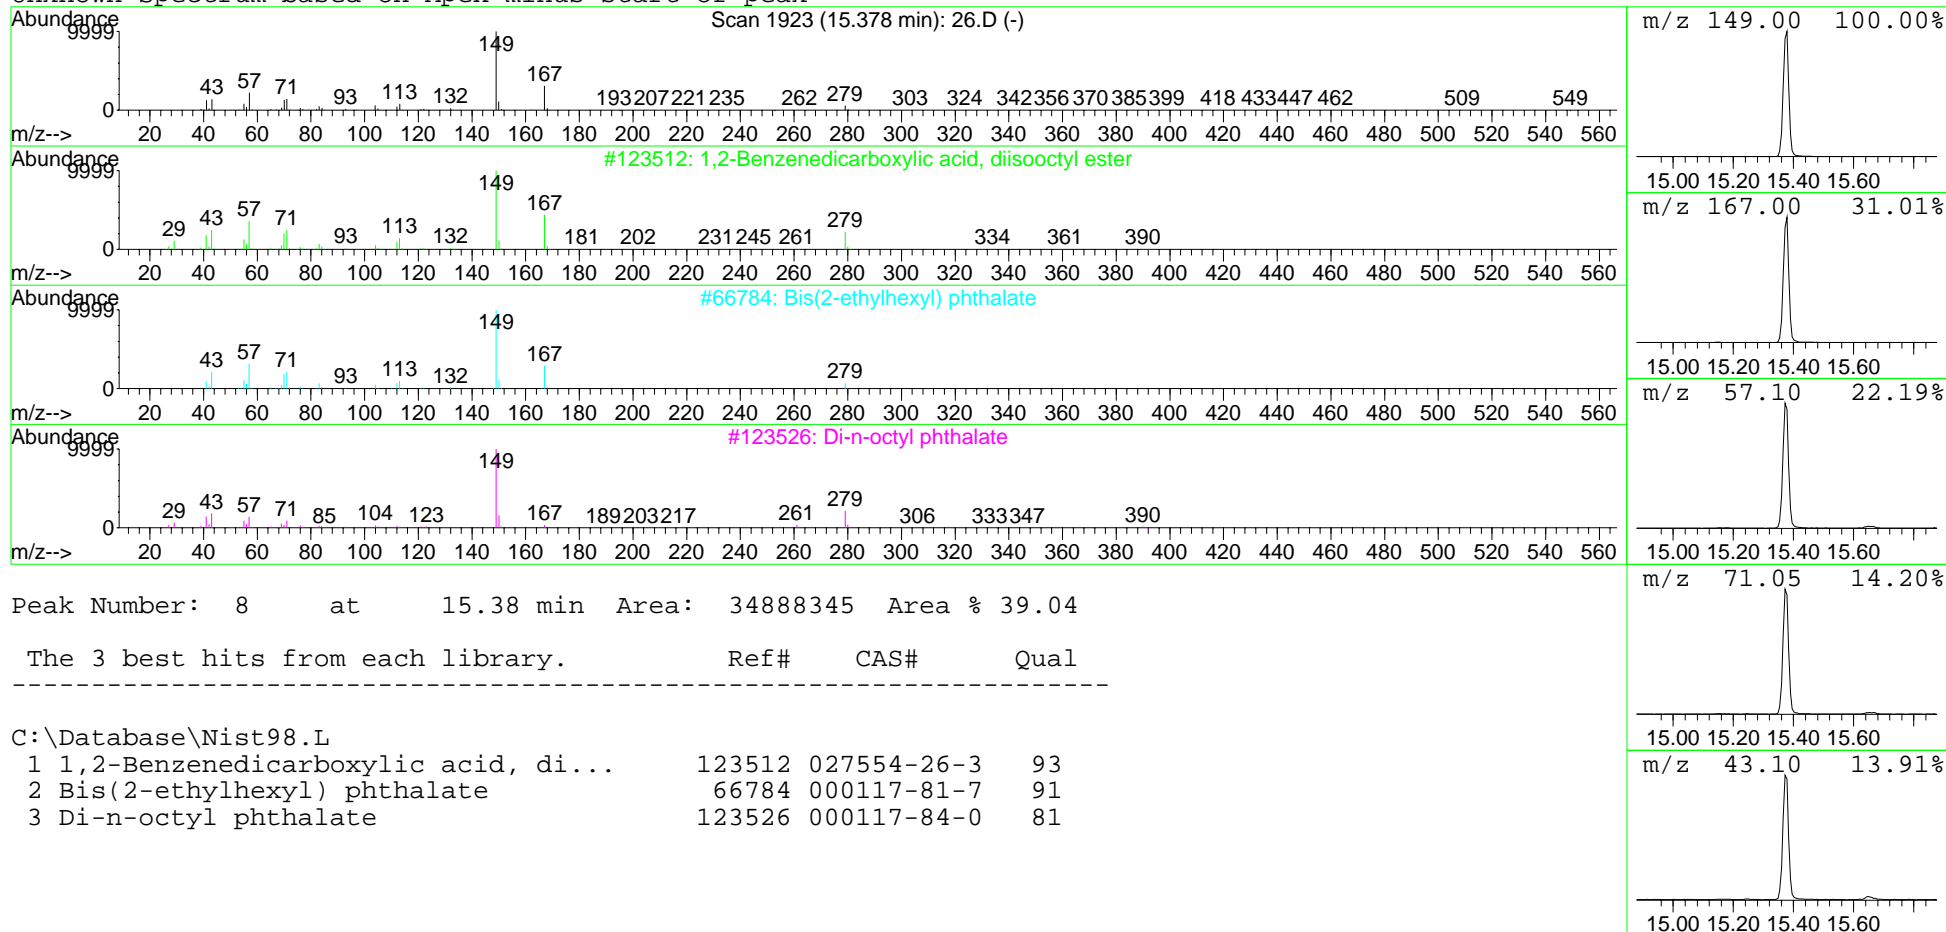 Unknown Spectrum based on Apex minus start of peak
Abundance
Scan 1923 (15.378 min): 26.D (-)
9999
149
167
43 57 71 93 113 132 193 207 221 235 262 279 303 324 342 356 370 385 399 418 433 447 462 509 549
0
m/z--> 20 40 60 80 100 120 140 160 180 200 220 240 260 280 300 320 340 360 380 400 420 440 460 480 500 520 540 560
Abundance
#123512: 1,2-Benzenedicarboxylic acid, diisooctyl ester
9999
149
167
29 43 57 71 93 113 132 181 202 231 245 261 279 334 361 390
0
m/z--> 20 40 60 80 100 120 140 160 180 200 220 240 260 280 300 320 340 360 380 400 420 440 460 480 500 520 540 560
Abundance
#66784: Bis(2-ethylhexyl) phthalate
9999
149
167
43 57 71 93 113 132 279
0
m/z--> 20 40 60 80 100 120 140 160 180 200 220 240 260 280 300 320 340 360 380 400 420 440 460 480 500 520 540 560
Abundance
#123526: Di-n-octyl phthalate
9999
149
29 43 57 71 85 104 123 167 189 203 217 261 279 306 333 347 390
0
m/z--> 20 40 60 80 100 120 140 160 180 200 220 240 260 280 300 320 340 360 380 400 420 440 460 480 500 520 540 560
m/z 149.00 100.00%
15.00 15.20 15.40 15.60
m/z 167.00 31.01%
15.00 15.20 15.40 15.60
m/z 57.10 22.19%
15.00 15.20 15.40 15.60
m/z 71.05 14.20%
15.00 15.20 15.40 15.60
m/z 43.10 13.91%
15.00 15.20 15.40 15.60
Peak Number: 8 at 15.38 min Area: 34888345 Area % 39.04
The 3 best hits from each library. Ref# CAS# Qual
---------------------------------------------------------------------
C:\Database\Nist98.L
1 1,2-Benzenedicarboxylic acid, di... 123512 027554-26-3 93
2 Bis(2-ethylhexyl) phthalate 66784 000117-81-7 91
3 Di-n-octyl phthalate 123526 000117-84-0 81